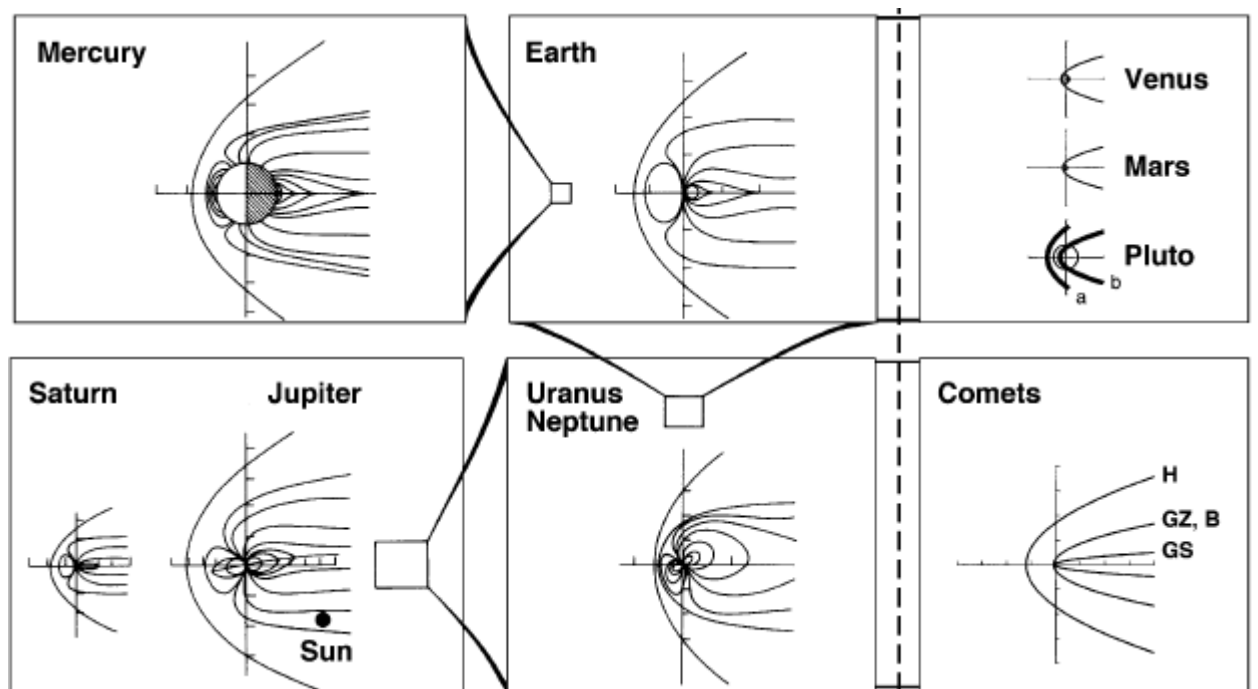 Mercury
Earth
Venus
Mars
Pluto
a
b
Saturn
Jupiter
Sun
Uranus
Neptune
Comets
H
GZ, B
GS